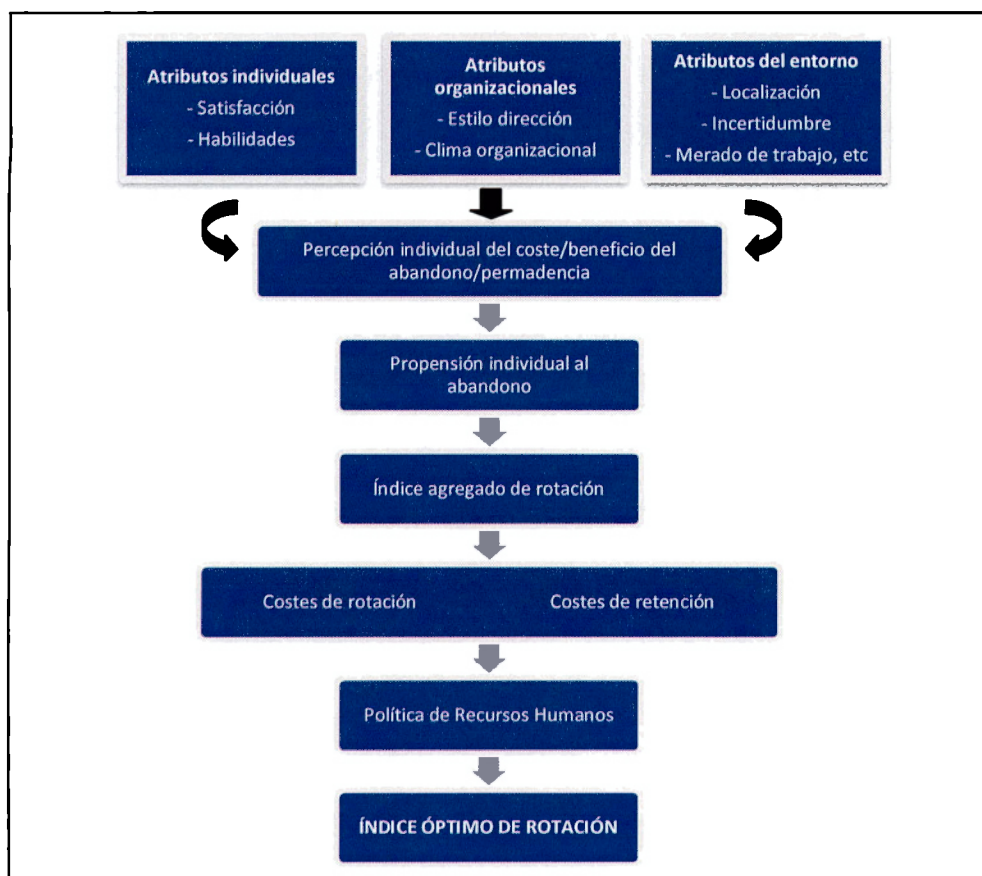 Atributos individuales
- Satisfacción
- Habilidades
Atributos
organizacionales
- Estilo dirección
- Clima organizacional
Atributos del entorno
- Localización
- Incertidumbre
- Merado de trabajo, etc
Percepción individual del coste/beneficio del
abandono/permadencia
Propensión individual al
abandono
Índice agregado de rotación
Costes de rotación
Costes de retención
Política de Recursos Humanos
ÍNDICE ÓPTIMO DE ROTACIÓN